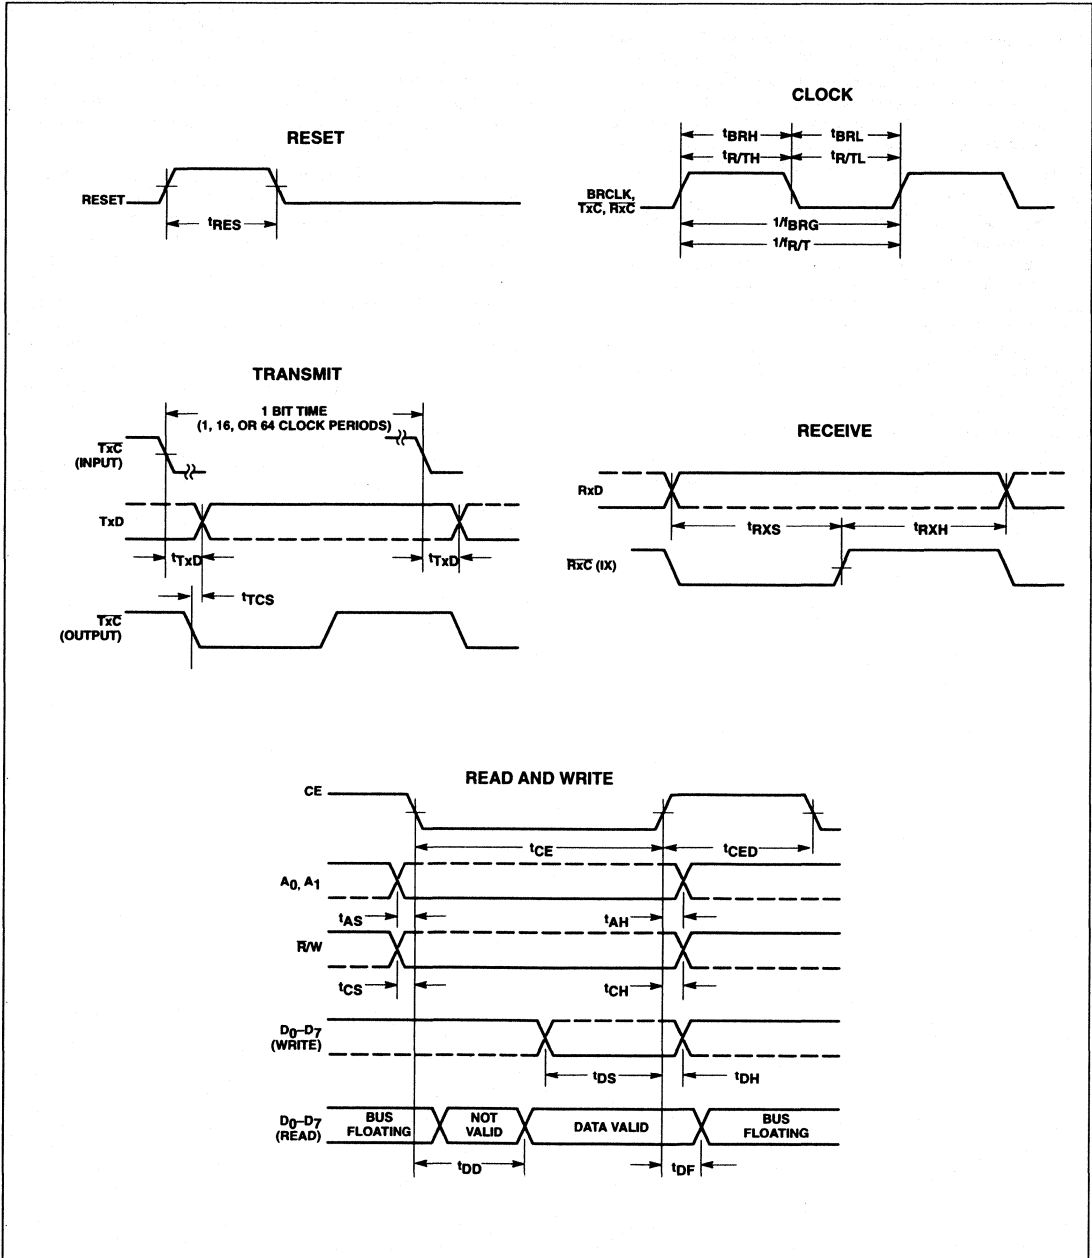 RESET
RESET
tRES
CLOCK
tBRH
tBRL
tR/TH
tR/TL
BRCLK,
TxC, RxC
1/fBRG
1/fR/T
TRANSMIT
1 BIT TIME
(1, 16, OR 64 CLOCK PERIODS)
TxC
(INPUT)
TxD
tTxD
tTxD
tTCS
TxC
(OUTPUT)
RECEIVE
RxD
tRXS
tRXH
RxC (IX)
READ AND WRITE
CE
tCE
tCED
A0, A1
tAS
tAH
R/W
tCS
tCH
D0–D7
(WRITE)
tDS
tDH
D0–D7
(READ)
BUS
FLOATING
NOT
VALID
DATA VALID
BUS
FLOATING
tDD
tDF